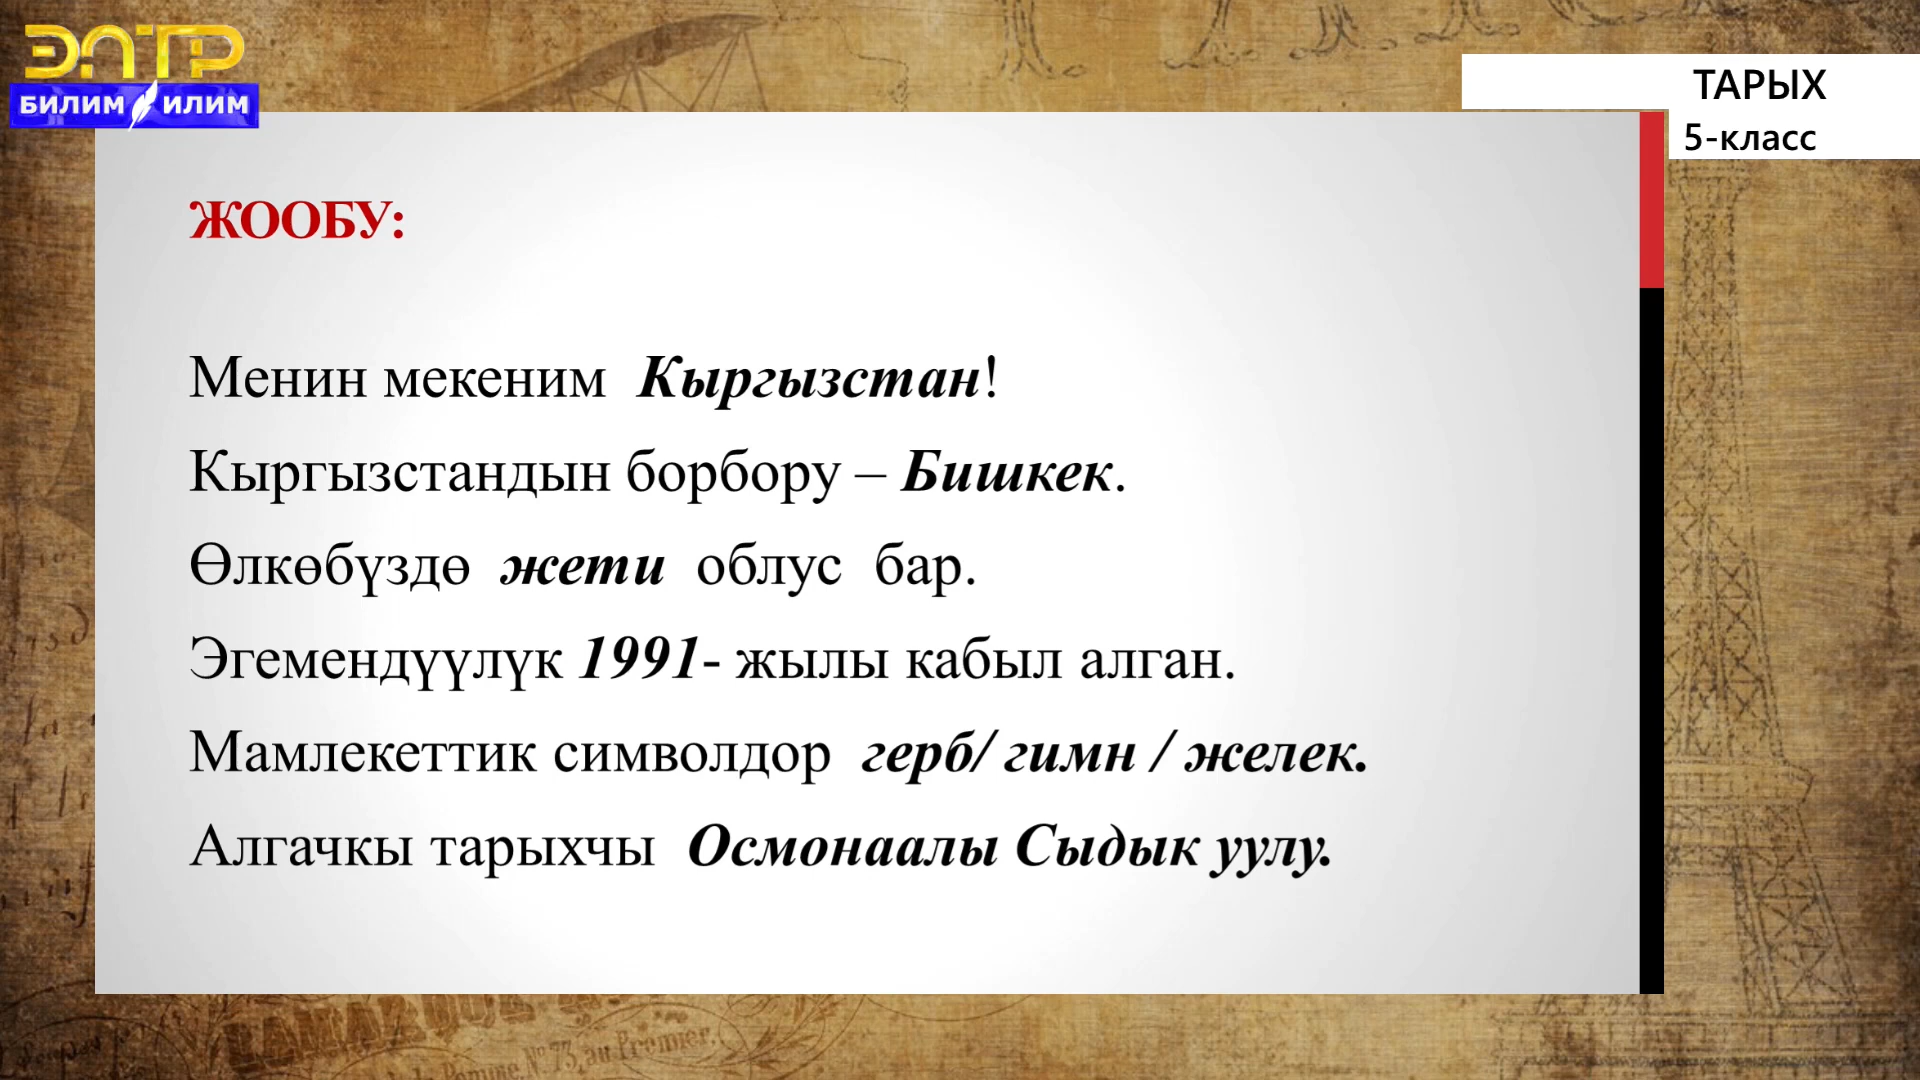 ЭЛТР
БИЛИМ ИЛИМ
ТАРЫХ
5-класс
ЖООБУ:
Менин мекеним Кыргызстан!
Кыргызстандын борбору – Бишкек.
Өлкөбүздө жети облус бар.
Эгемендүүлүк 1991- жылы кабыл алган.
Мамлекеттик символдор герб/ гимн / желек.
Алгачкы тарыхчы Осмонаалы Сыдык уулу.